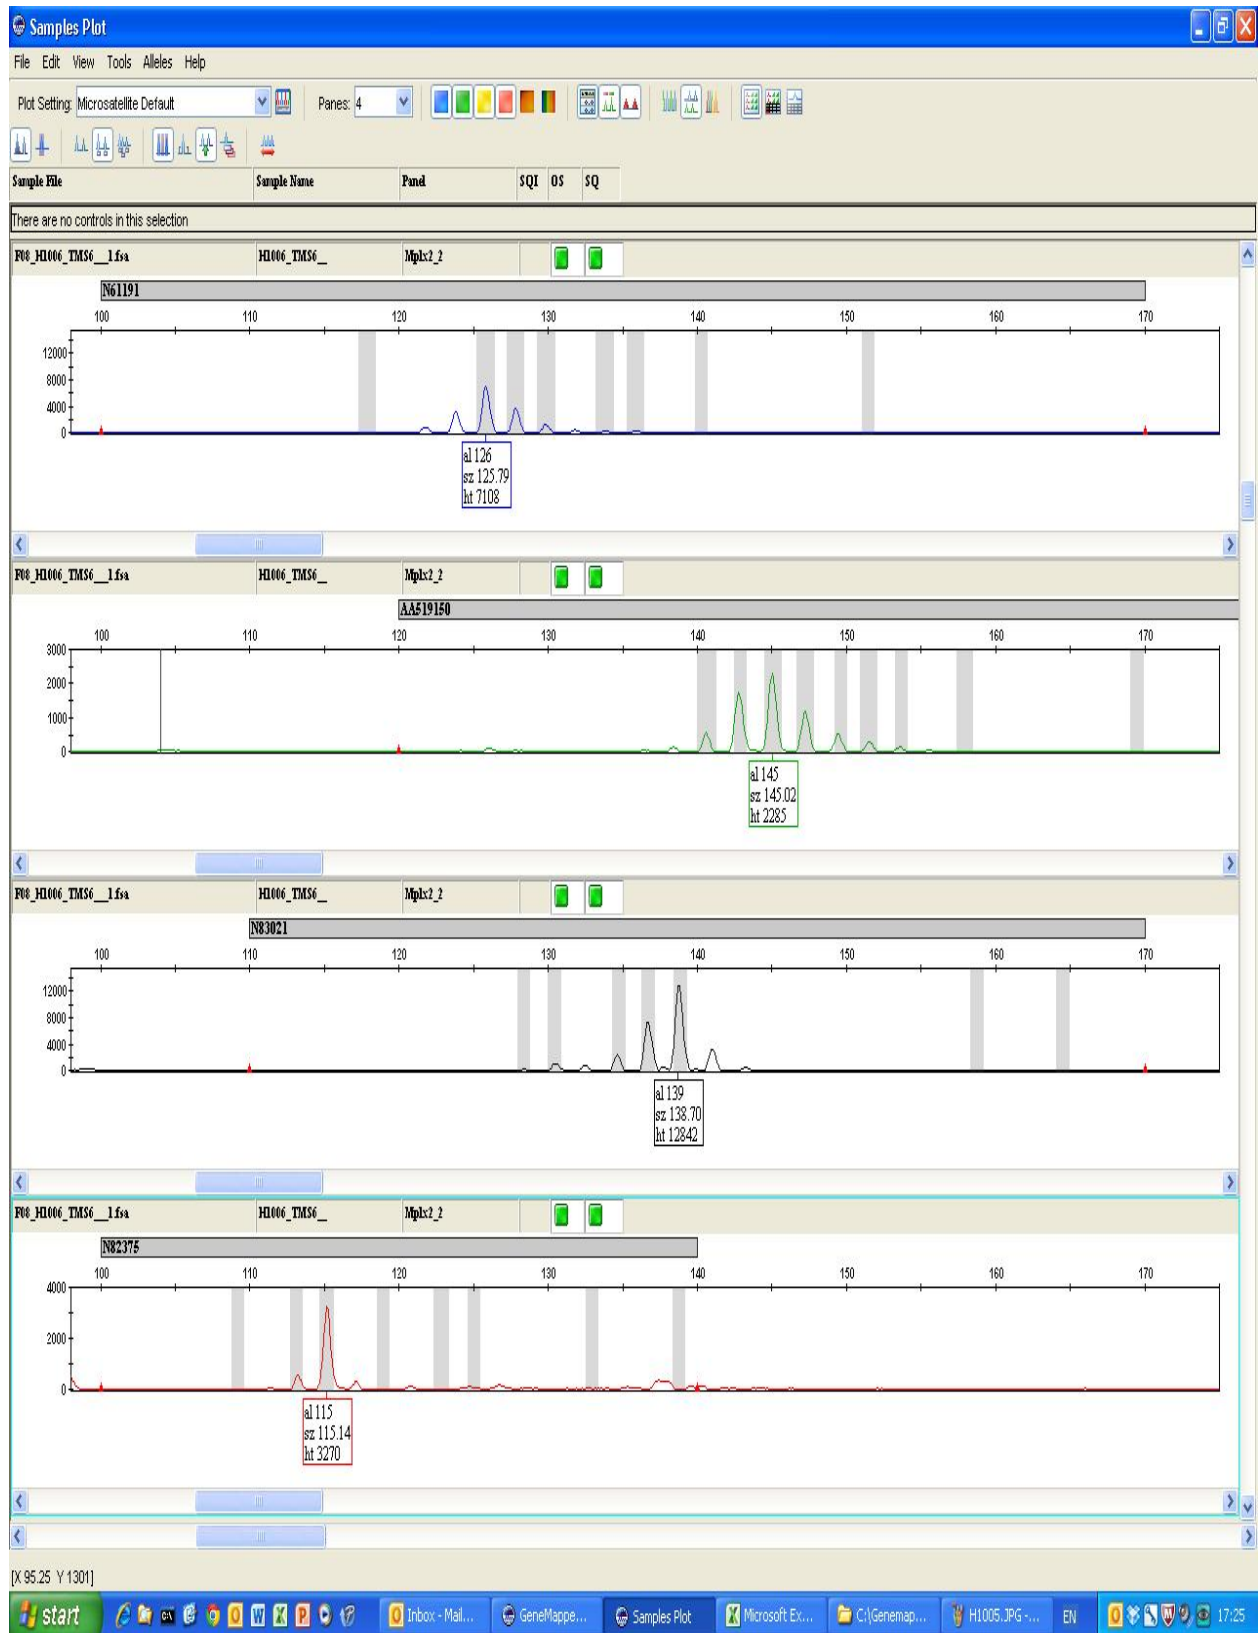 Samples Plot
File Edit View Tools Alleles Help
Plot Setting: Microsatellite Default Panes: 4
Sample File Sample Name Panel SQI OS SQ
There are no controls in this selection
F08_H1006_TMS6__1.fsa H1006_TMS6__ Mplx2_2
N61191
100 110 120 130 140 150 160 170
12000
8000
4000
0
al 126
sz 125.79
ht 7108
F08_H1006_TMS6__1.fsa H1006_TMS6__ Mplx2_2
AA519150
100 110 120 130 140 150 160 170
3000
2000
1000
0
al 145
sz 145.02
ht 2285
F08_H1006_TMS6__1.fsa H1006_TMS6__ Mplx2_2
N83021
100 110 120 130 140 150 160 170
12000
8000
4000
0
al 139
sz 138.70
ht 12842
F08_H1006_TMS6__1.fsa H1006_TMS6__ Mplx2_2
N82375
100 110 120 130 140 150 160 170
4000
2000
0
al 115
sz 115.14
ht 3270
[X 95.25 Y 1301]
start Inbox - Mail... GeneMappe... Samples Plot Microsoft Ex... C:\Genemap... H1005.JPG -... EN 17:25